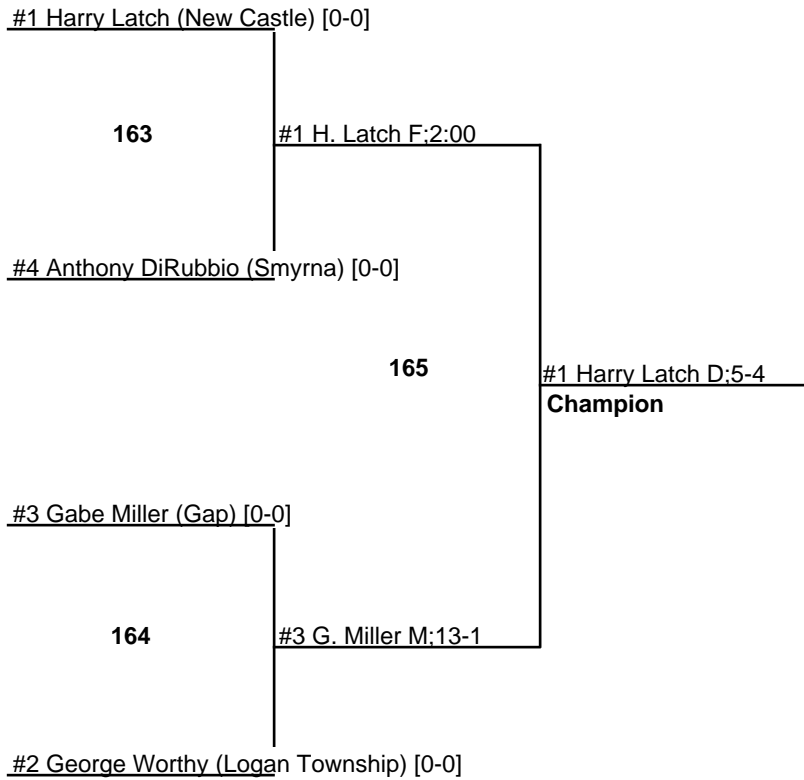 #1 Harry Latch (New Castle) [0-0]
163
#1 H. Latch F;2:00
#4 Anthony DiRubbio (Smyrna) [0-0]
165
#1 Harry Latch D;5-4
Champion
#3 Gabe Miller (Gap) [0-0]
164
#3 G. Miller M;13-1
#2 George Worthy (Logan Township) [0-0]